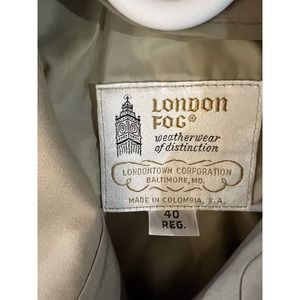 LONDON
FOG®
weatherwear
of distinction
LONDONTOWN CORPORATION
BALTIMORE, MD.
MADE IN COLOMBIA, S.A.
40
REG.